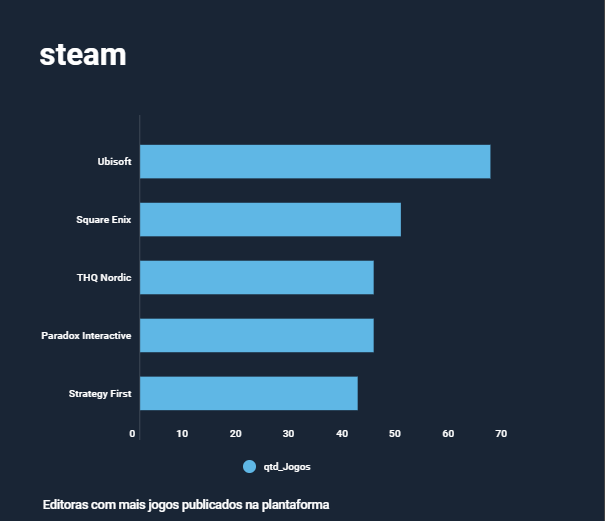 steam
Ubisoft
Square Enix
THQ Nordic
Paradox Interactive
Strategy First
0 10 20 30 40 50 60 70
qtd_Jogos
Editoras com mais jogos publicados na plantaforma